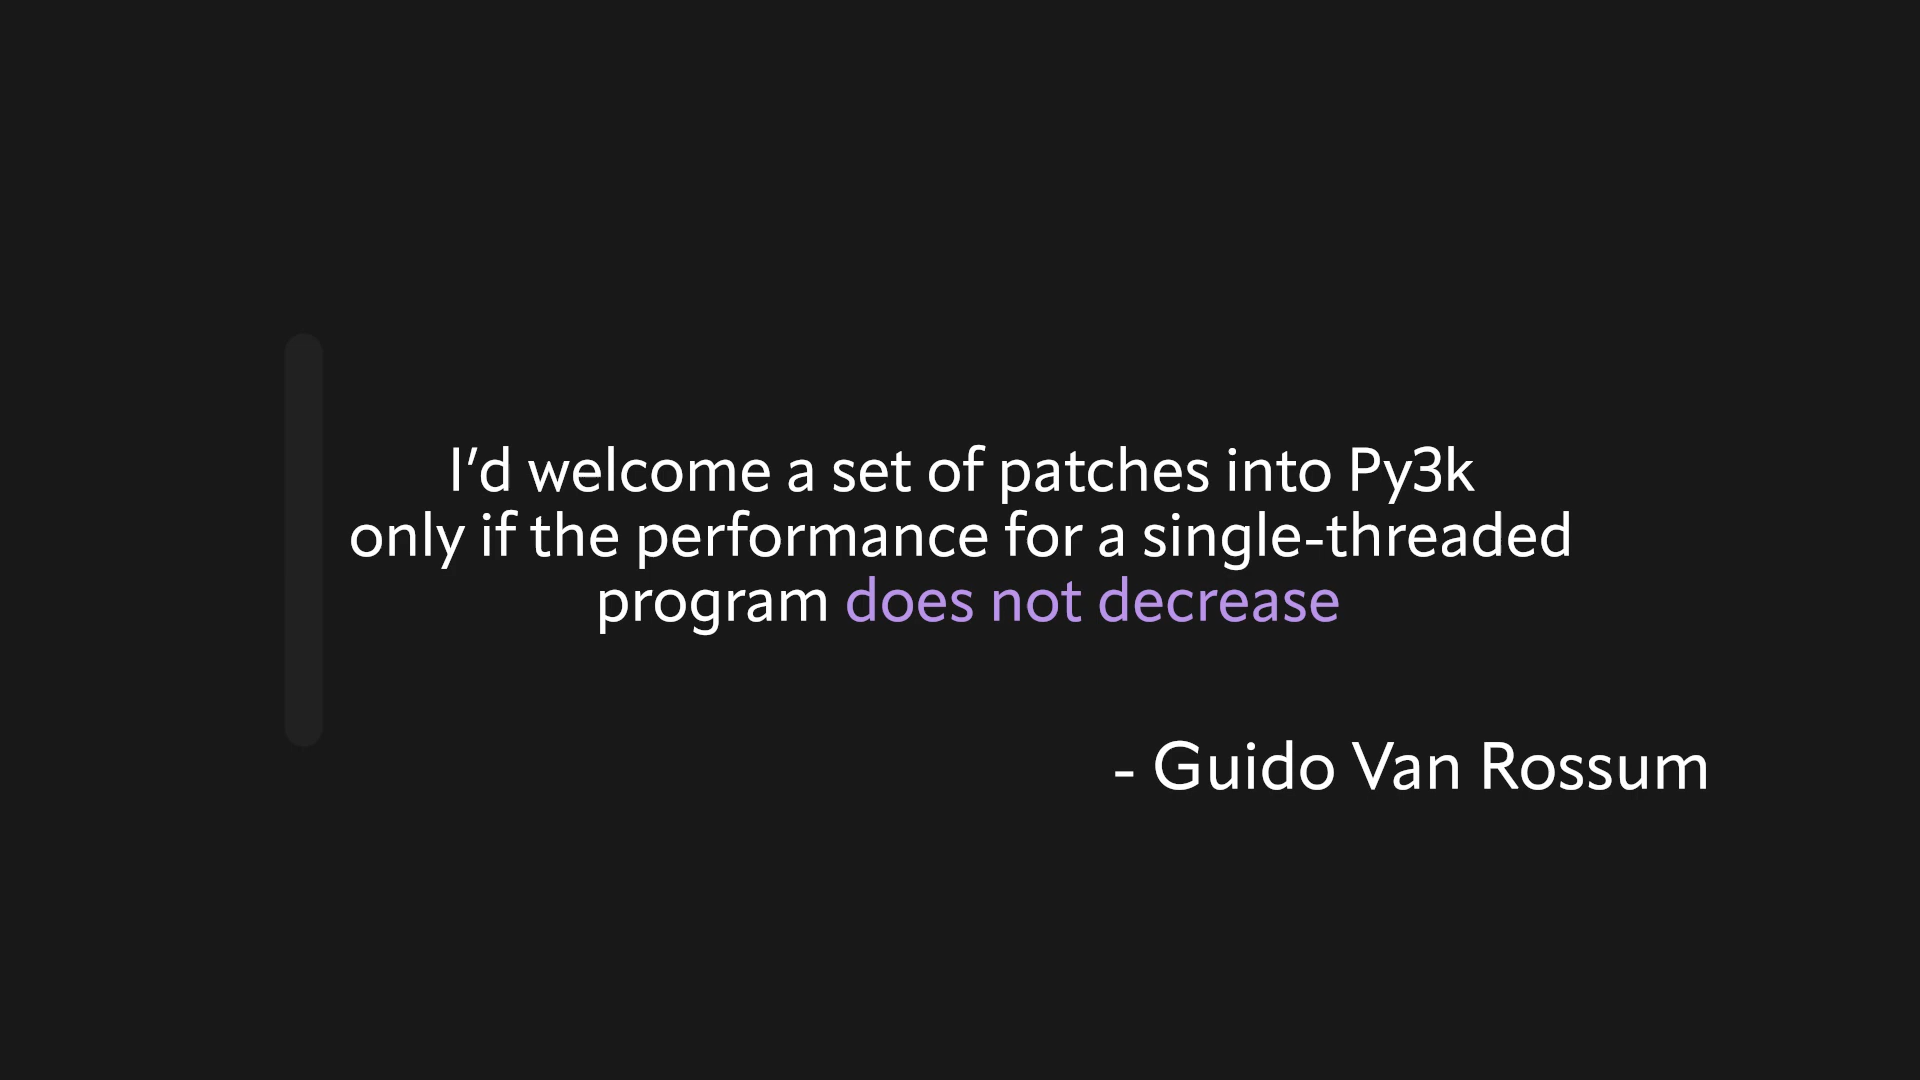 I'd welcome a set of patches into Py3k
only if the performance for a single-threaded
program does not decrease
- Guido Van Rossum